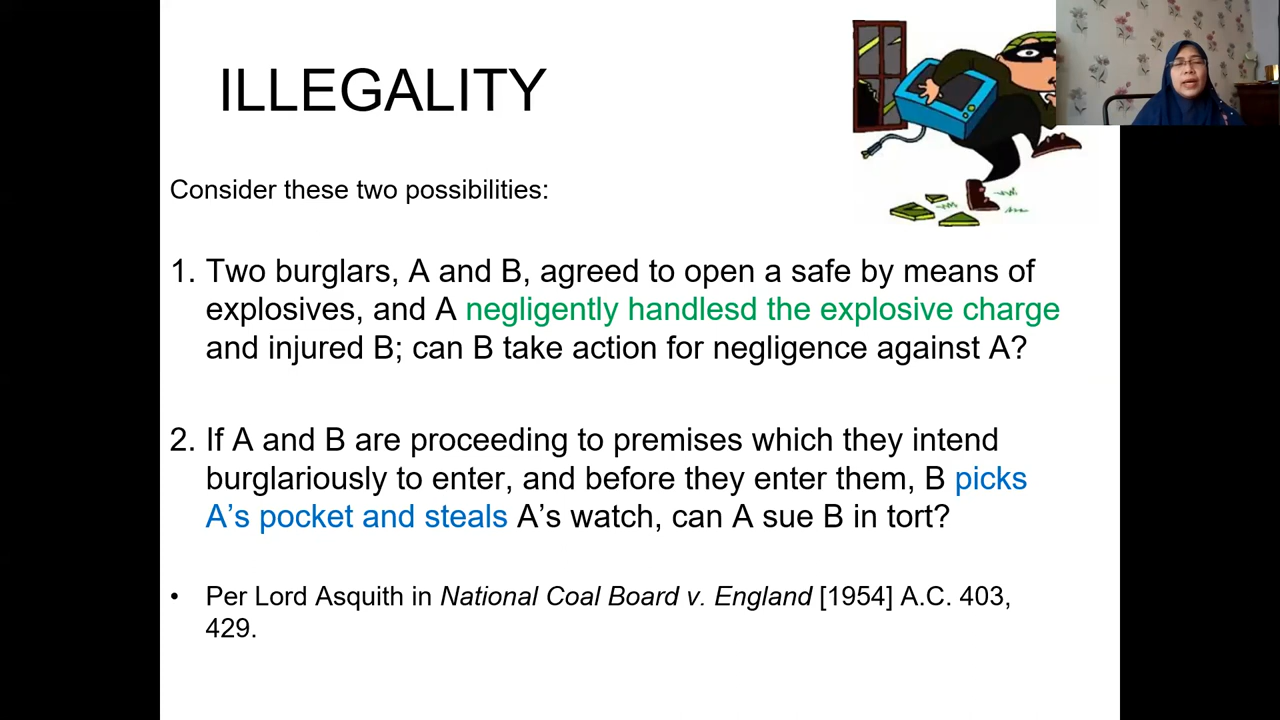 ILLEGALITY
Consider these two possibilities:
1. Two burglars, A and B, agreed to open a safe by means of
explosives, and A negligently handlesd the explosive charge
and injured B; can B take action for negligence against A?
2. If A and B are proceeding to premises which they intend
burglariously to enter, and before they enter them, B picks
A’s pocket and steals A’s watch, can A sue B in tort?
• Per Lord Asquith in National Coal Board v. England [1954] A.C. 403,
429.